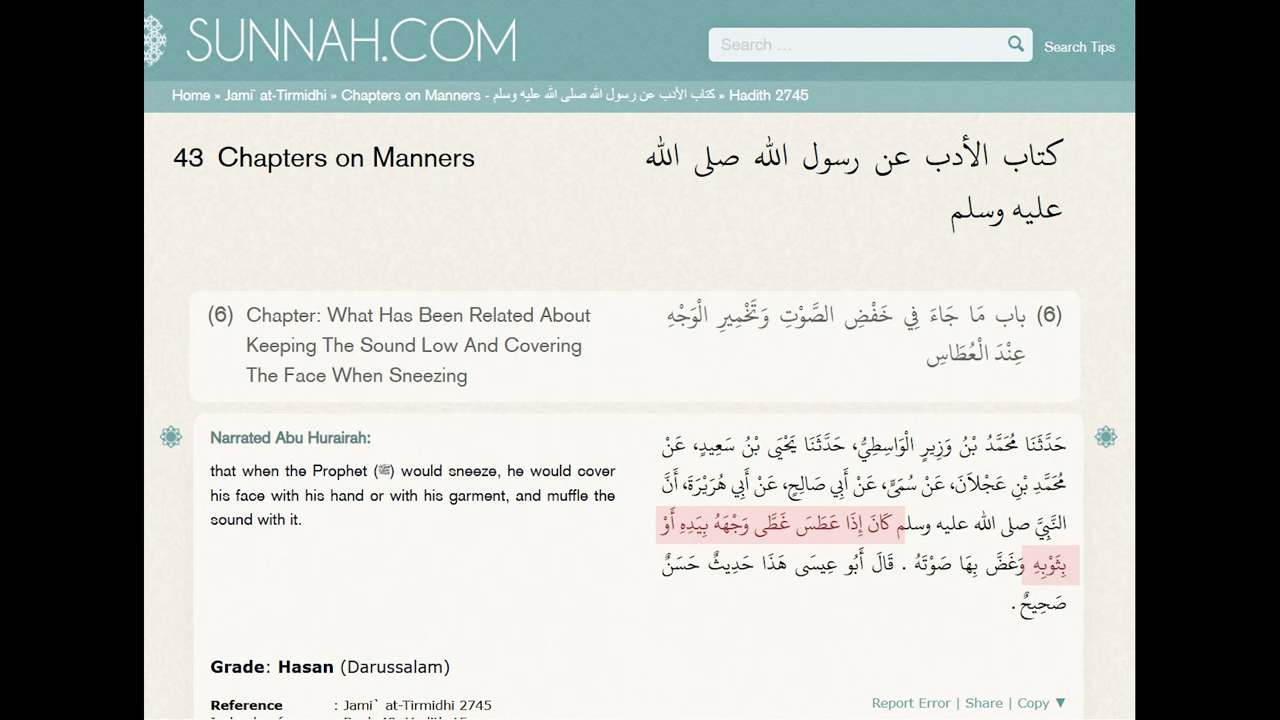 SUNNAH.COM
Search ...
Search Tips
Home » Jami` at-Tirmidhi » Chapters on Manners - كتاب الأدب عن رسول الله صلى الله عليه وسلم » Hadith 2745
43 Chapters on Manners
كتاب الأدب عن رسول الله صلى الله
عليه وسلم
(6) Chapter: What Has Been Related About
Keeping The Sound Low And Covering
The Face When Sneezing
(6) باب مَا جَاءَ فِي خَفْضِ الصَّوْتِ وَتَخْمِيرِ الْوَجْهِ
عِنْدَ الْعُطَاسِ
Narrated Abu Hurairah:
that when the Prophet (ﷺ) would sneeze, he would cover
his face with his hand or with his garment, and muffle the
sound with it.
حَدَّثَنَا مُحَمَّدُ بْنُ وَزِيرٍ الْوَاسِطِيُّ، حَدَّثَنَا يَحْيَى بْنُ سَعِيدٍ، عَنْ
مُحَمَّدِ بْنِ عَجْلاَنَ، عَنْ سُمَىٍّ، عَنْ أَبِي صَالِحٍ، عَنْ أَبِي هُرَيْرَةَ، أَنَّ
النَّبِيَّ صلى الله عليه وسلم كَانَ إِذَا عَطَسَ غَطَّى وَجْهَهُ بِيَدِهِ أَوْ
بِثَوْبِهِ وَغَضَّ بِهَا صَوْتَهُ . قَالَ أَبُو عِيسَى هَذَا حَدِيثٌ حَسَنٌ
صَحِيحٌ .
Grade: Hasan (Darussalam)
Reference : Jami` at-Tirmidhi 2745
Report Error | Share | Copy ▼